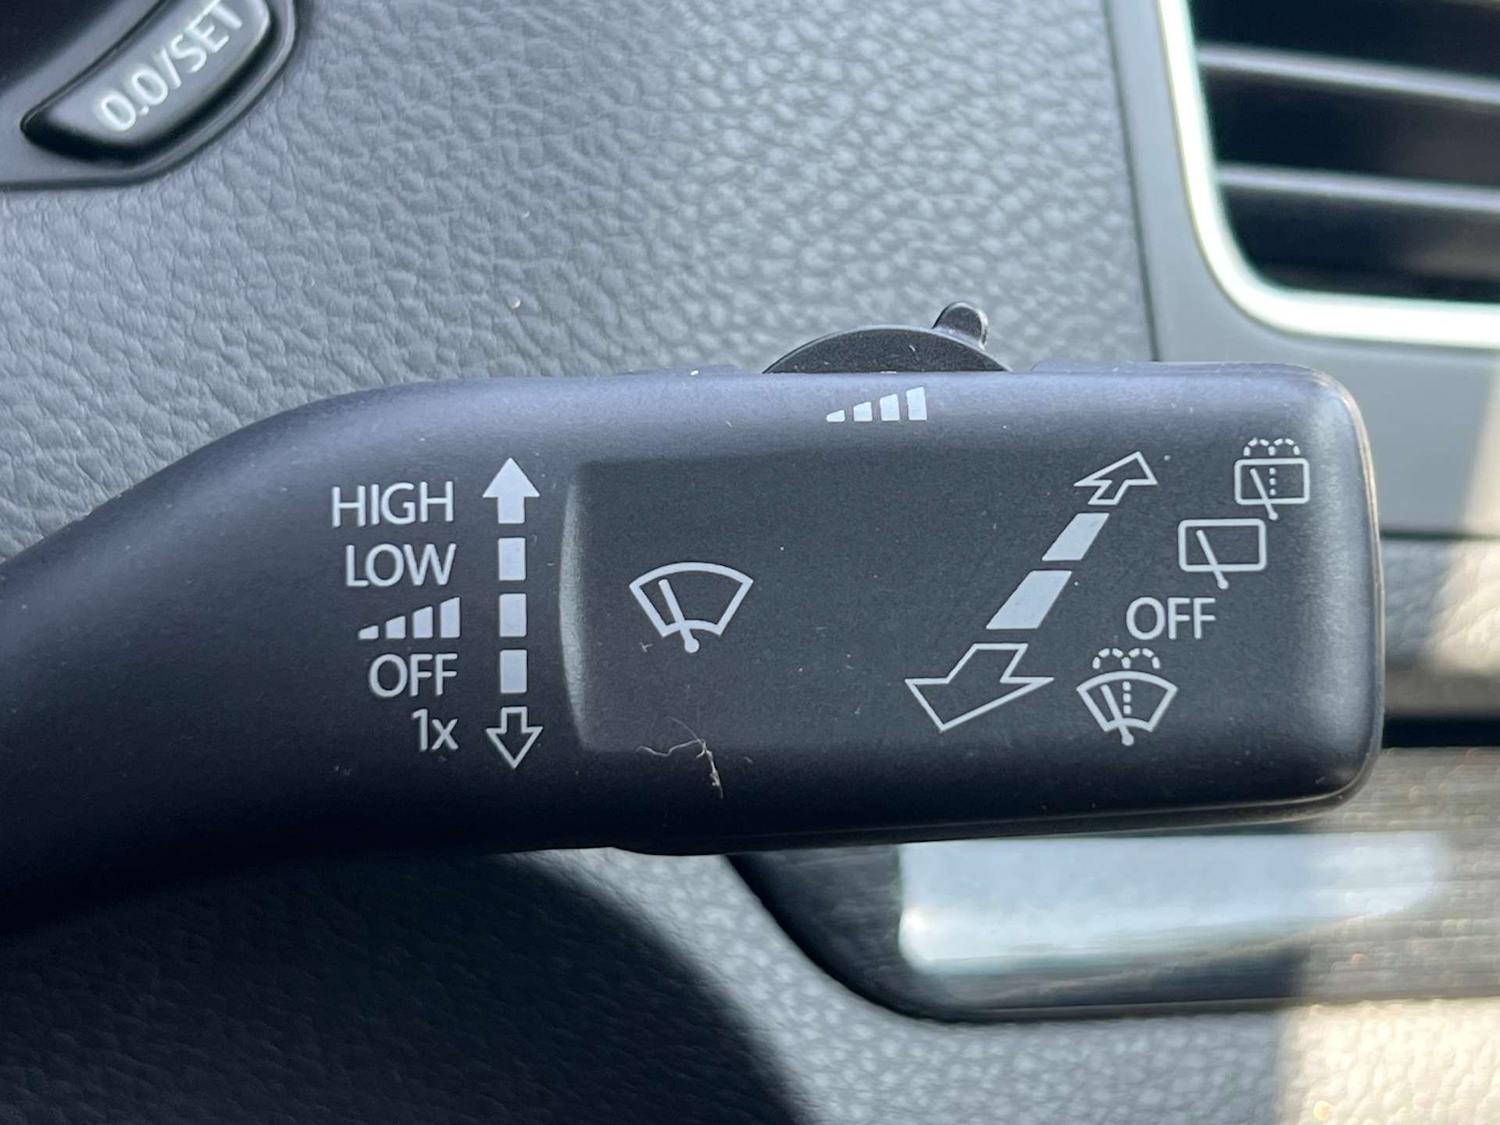 0.0/SET
HIGH
LOW
OFF
1x
OFF